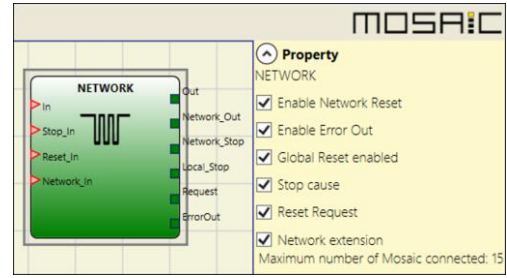 MOSAIC
Property
NETWORK
Enable Network Reset
Enable Error Out
Global Reset enabled
Stop cause
Reset Request
Network extension
Maximum number of Mosaic connected: 15
NETWORK
In
Stop_In
Reset_In
Network_In
Out
Network_Out
Network_Stop
Local_Stop
Request
ErrorOut